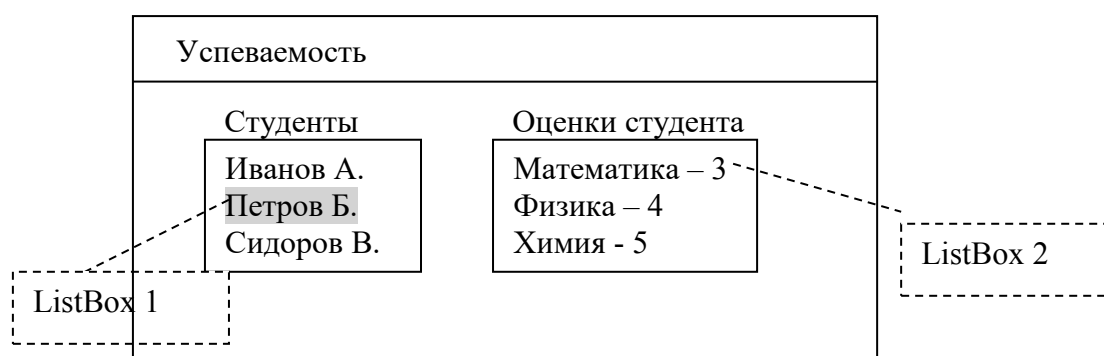 Успеваемость
Студенты
Иванов А.
Петров Б.
Сидоров В.
Оценки студента
Математика – 3
Физика – 4
Химия - 5
ListBox 1
ListBox 2